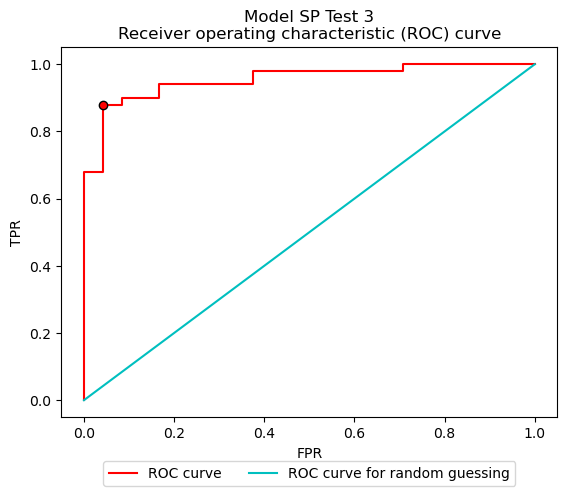 Model SP Test 3
Receiver operating characteristic (ROC) curve
1.0
0.8
0.6
0.4
0.2
0.0
TPR
0.0 0.2 0.4 0.6 0.8 1.0
FPR
ROC curve ROC curve for random guessing